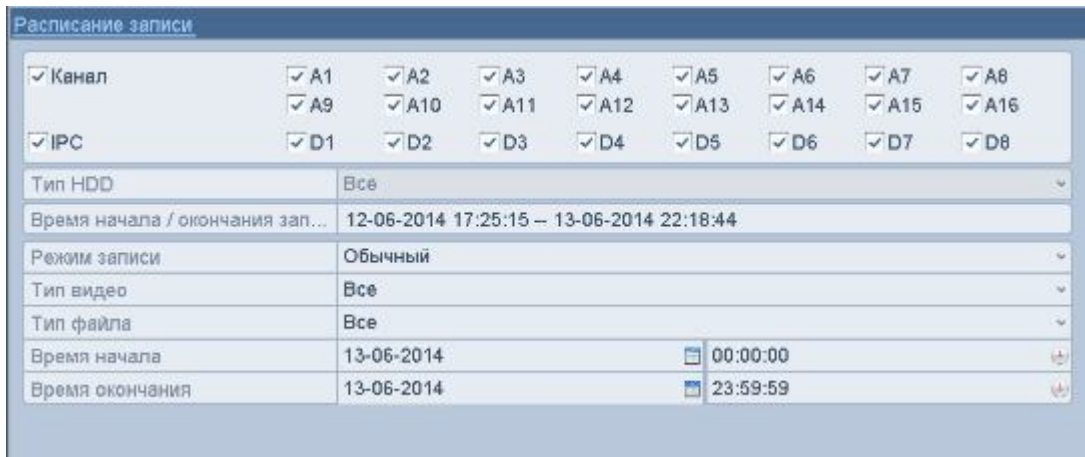 Расписание записи
Канал A1 A2 A3 A4 A5 A6 A7 A8
A9 A10 A11 A12 A13 A14 A15 A16
IPC D1 D2 D3 D4 D5 D6 D7 D8
Тип HDD Все
Время начала / окончания зап... 12-06-2014 17:25:15 -- 13-06-2014 22:18:44
Режим записи Обычный
Тип видео Все
Тип файла Все
Время начала 13-06-2014 00:00:00
Время окончания 13-06-2014 23:59:59